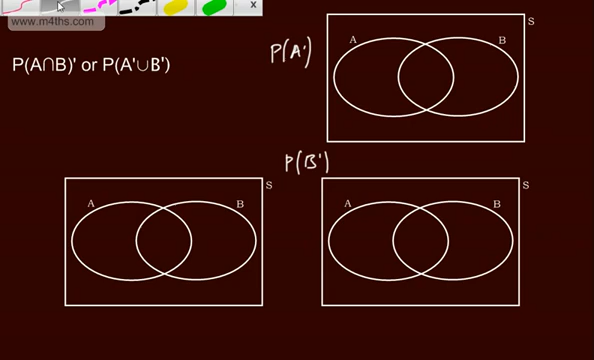 x
www.m4ths.com
S
P(A') A B
P(A∩B)' or P(A'∪B')
P(B')
S S
A B A B